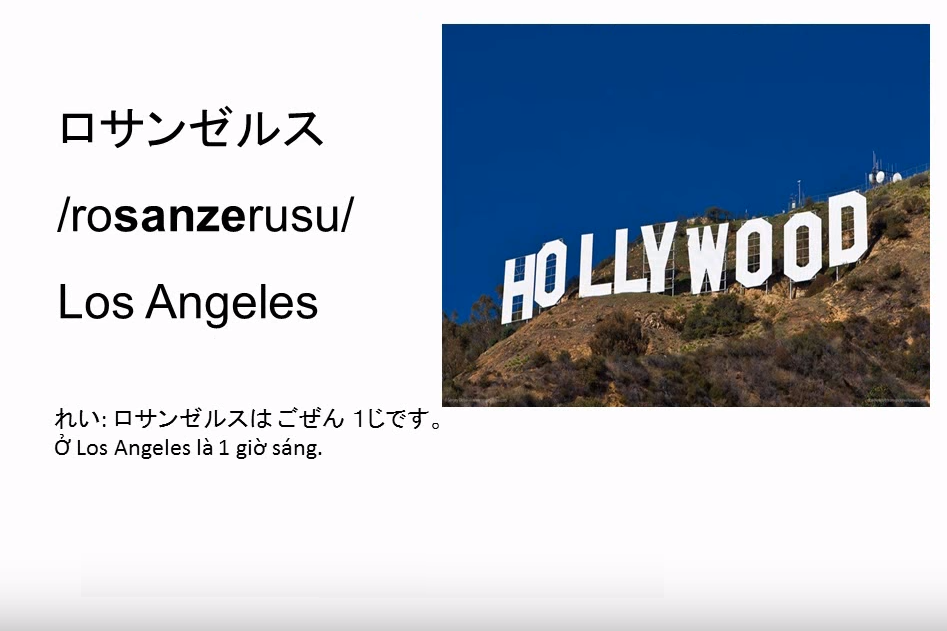 ロサンゼルス
/rosanzerusu/
Los Angeles
HOLLYWOOD
れい: ロサンゼルスは ごぜん 1じです。
Ở Los Angeles là 1 giờ sáng.